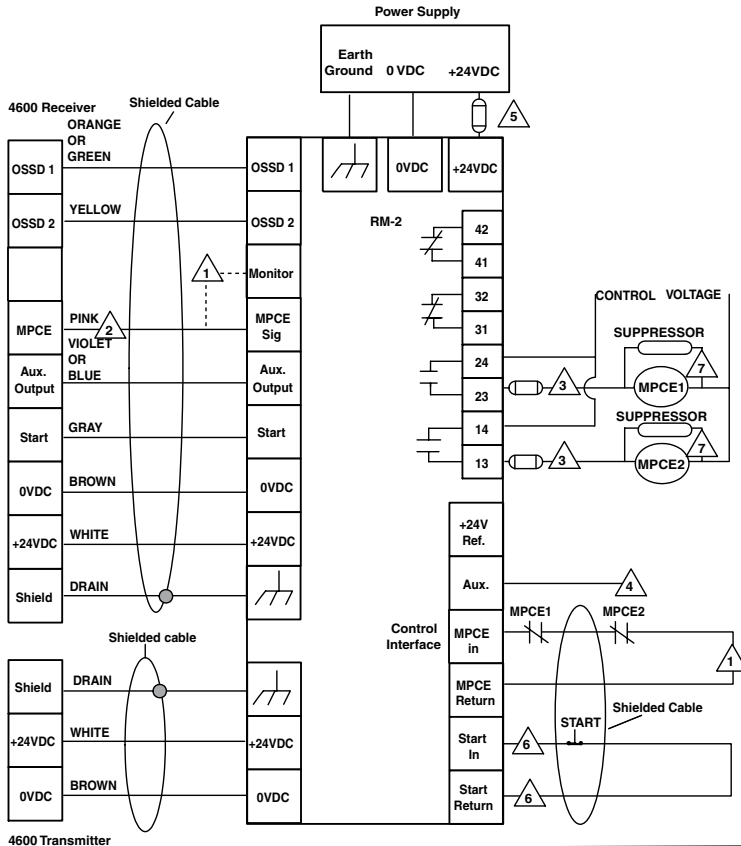 Power Supply
Earth
Ground
0 VDC
+24VDC
5
4600 Receiver
Shielded Cable
ORANGE
OR
GREEN
OSSD 1
OSSD 1
0VDC
+24VDC
OSSD 2
YELLOW
OSSD 2
RM-2
42
41
1
Monitor
32
31
CONTROL VOLTAGE
MPCE
PINK
2
MPCE
Sig
VIOLET
OR
BLUE
Aux.
Output
Aux.
Output
24
23
3
SUPPRESSOR
7
MPCE1
Start
GRAY
Start
14
13
3
SUPPRESSOR
7
MPCE2
0VDC
BROWN
0VDC
+24VDC
WHITE
+24VDC
+24V
Ref.
Shield
DRAIN
Aux.
4
Shielded cable
Control
Interface
MPCE
in
MPCE1
MPCE2
1
Shield
DRAIN
MPCE
Return
Shielded Cable
+24VDC
WHITE
+24VDC
Start
In
6
START
0VDC
BROWN
0VDC
Start
Return
6
4600 Transmitter